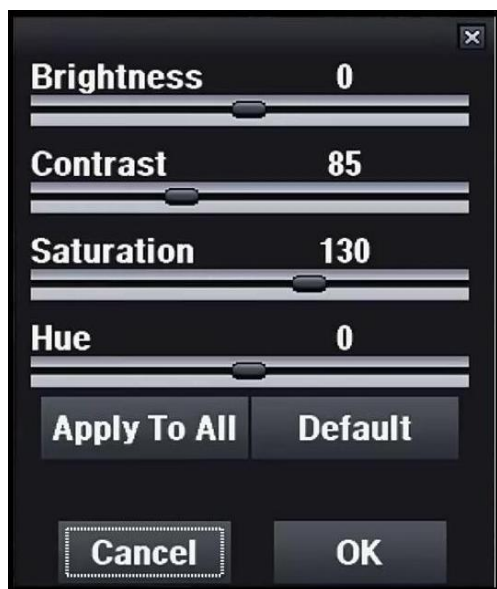 Brightness 0
Contrast 85
Saturation 130
Hue 0
Apply To All Default
Cancel OK